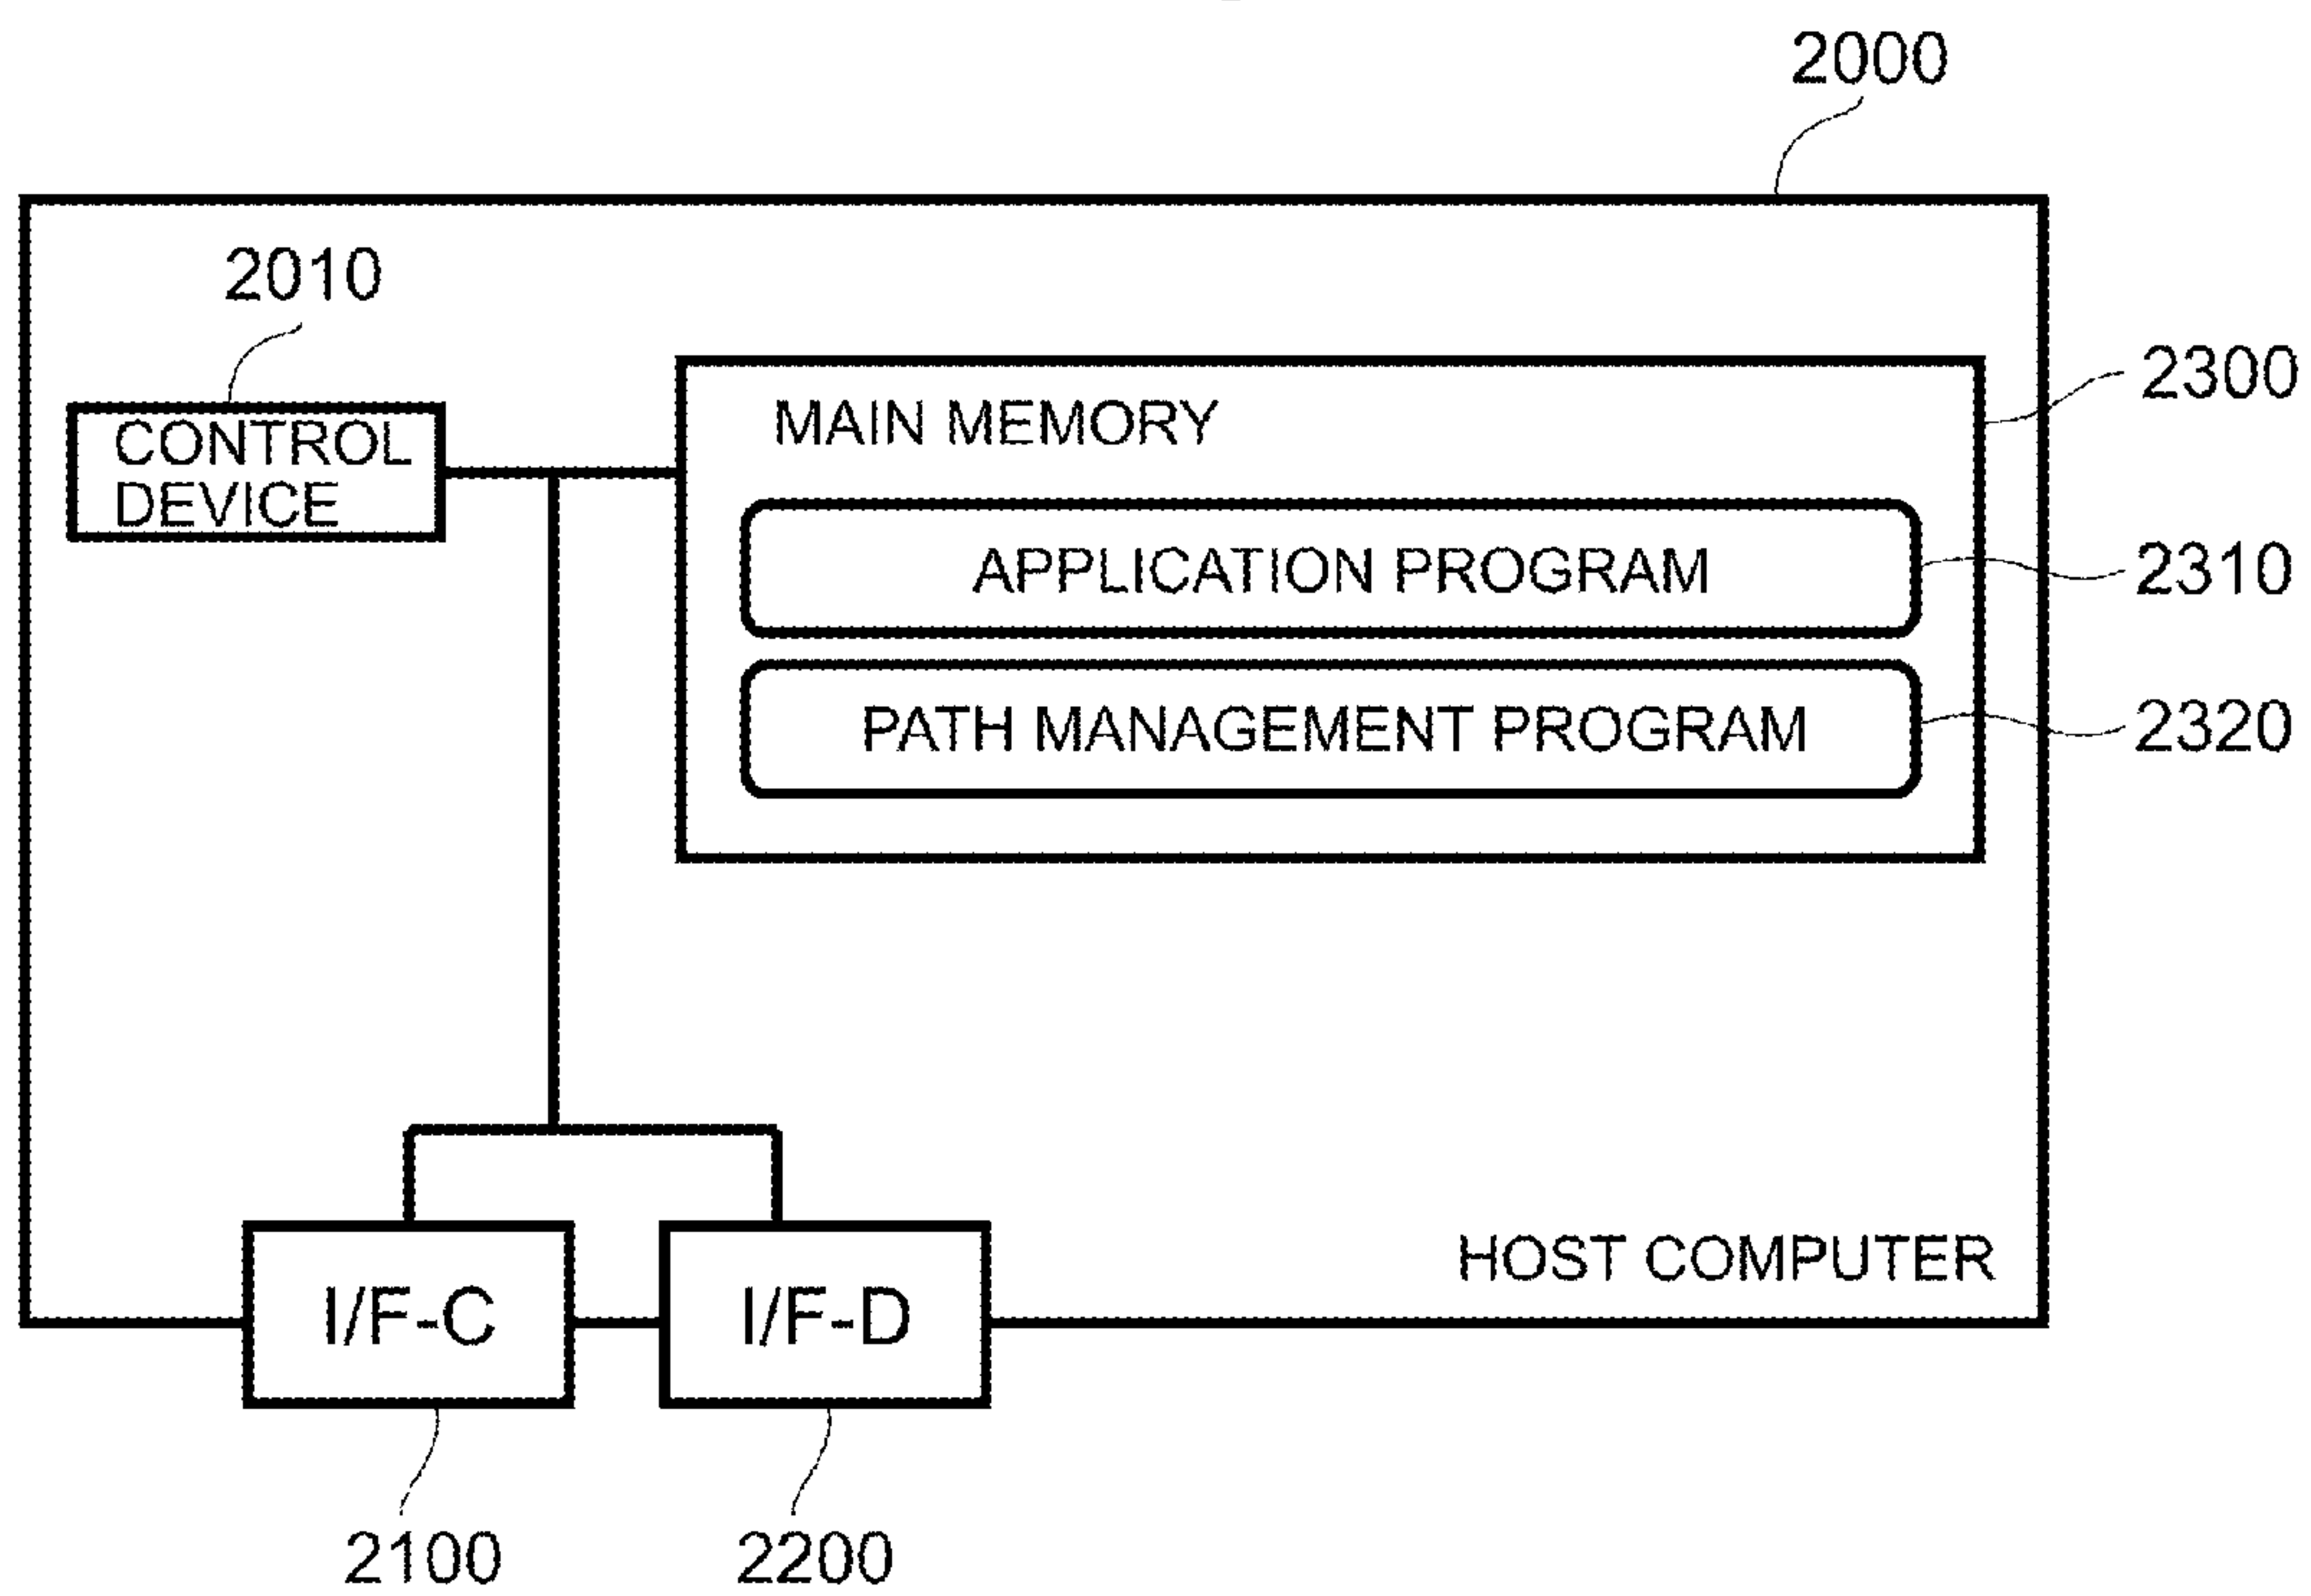 2000
2010
2300
CONTROL
DEVICE
MAIN MEMORY
APPLICATION PROGRAM
2310
PATH MANAGEMENT PROGRAM
2320
HOST COMPUTER
I/F-C
I/F-D
2100
2200